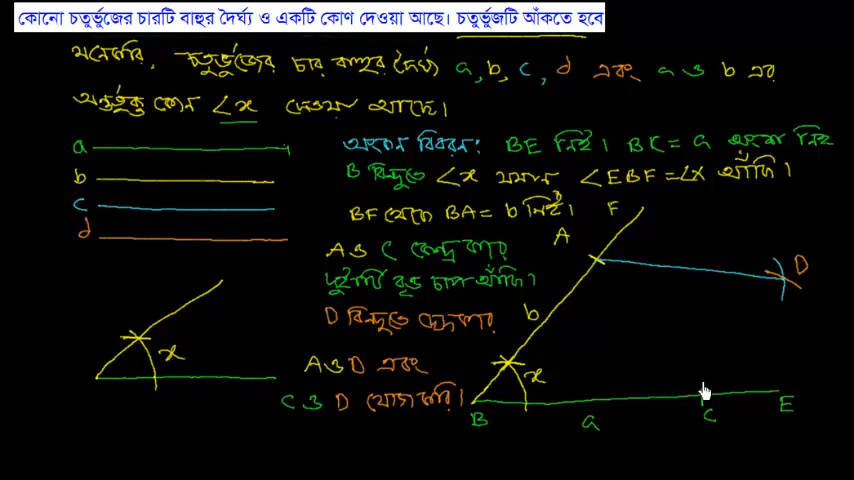 কোনো চতুর্ভুজের চারটি বাহুর দৈর্ঘ্য ও একটি কোণ দেওয়া আছে। চতুর্ভুজটি আঁকতে হবে
মনেকরি, চতুর্ভুজের চার বাহুর দৈর্ঘ্য a, b, c, d এবং a ও b এর
অন্তর্ভুক্ত কোন ∠x দেওয়া আছে।
a
b
c
d
অংকন বিবরন: BE নিই। BC = a অংশ নিই
B বিন্দুতে ∠x সমান ∠EBF = ∠X আঁকি।
BF থেকে BA = b নিই।
A ও C কেন্দ্র করে
দুইটি বৃত্ত চাপ আঁকি।
D বিন্দুতে ছেদ করে
A ও D এবং
C ও D যোগ করি।
x
F
A
D
b
x
B
a
C
E